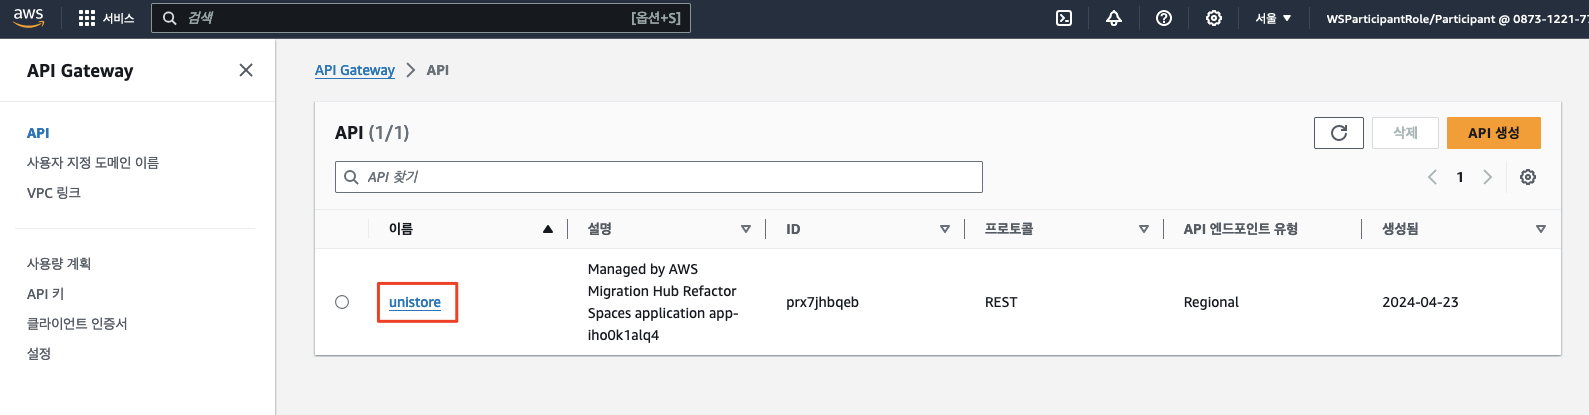 aws 서비스 검색 [옵션+S] 서울 ▼ WSParticipantRole/Participant @ 0873-1221-7
API Gateway
API
사용자 지정 도메인 이름
VPC 링크
사용량 계획
API 키
클라이언트 인증서
설정
API Gateway > API
API (1/1) 삭제 API 생성
API 찾기 1
이름 설명 ID 프로토콜 API 엔드포인트 유형 생성됨
unistore Managed by AWS Migration Hub Refactor Spaces application app-iho0k1alq4 prx7jhbqeb REST Regional 2024-04-23